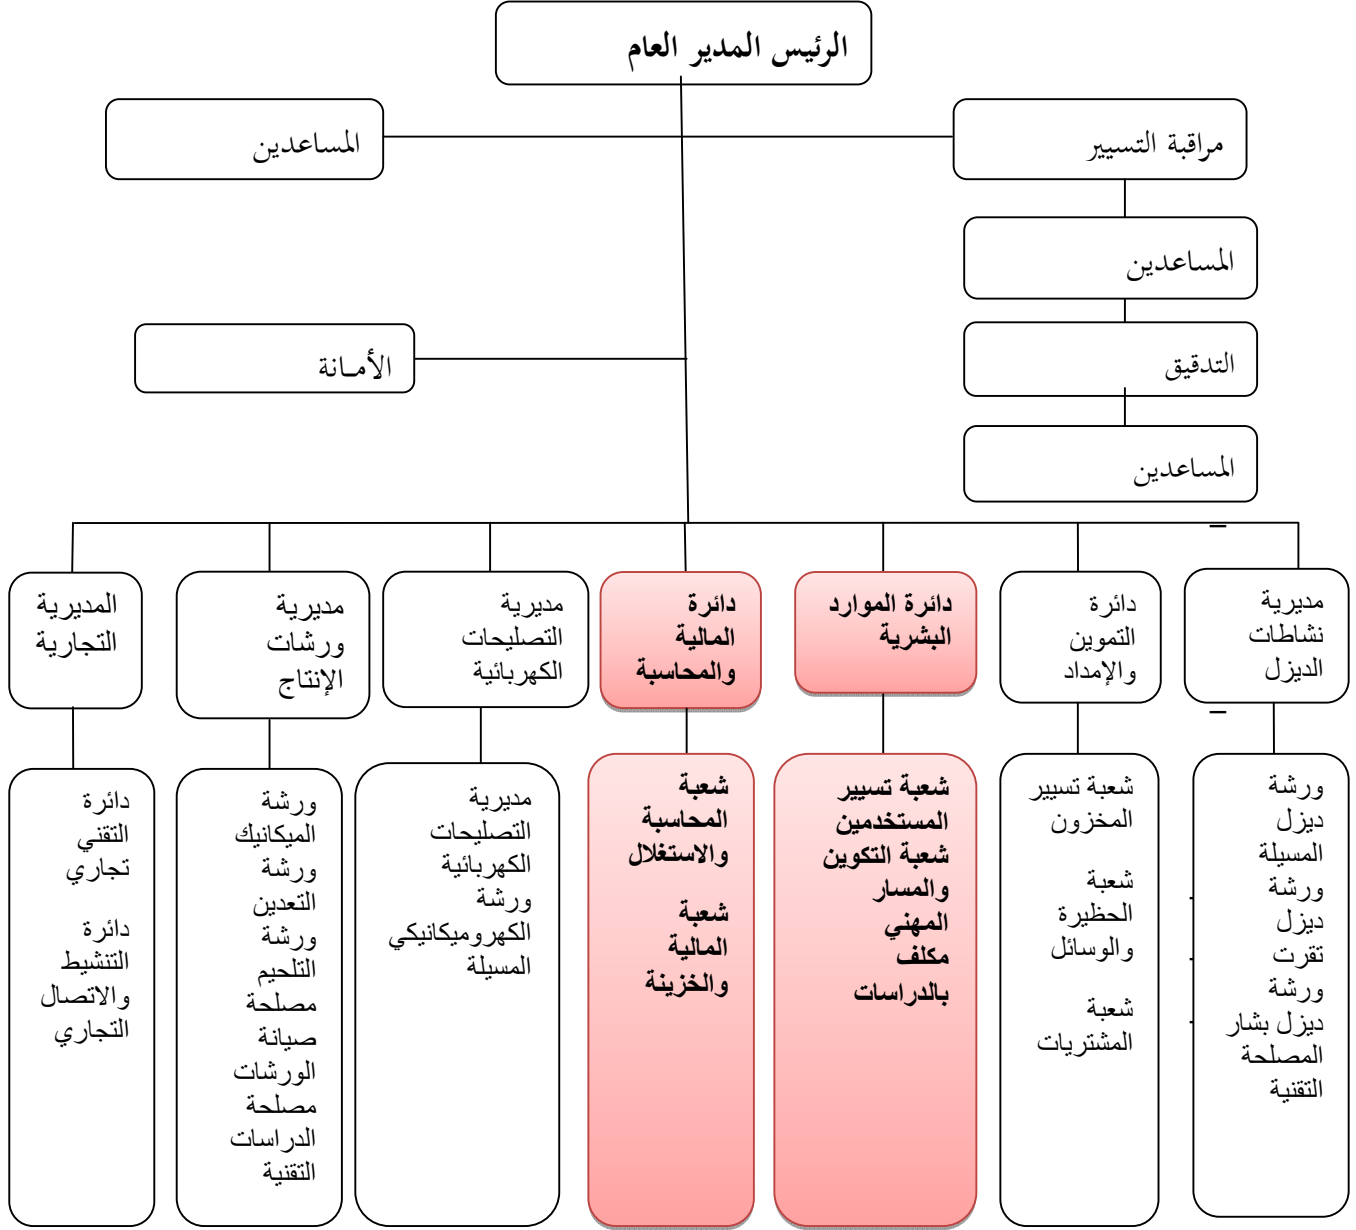 الرئيس المدير العام
مراقبة التسيير
المساعدين
المساعدين
الأمـانة
التدقيق
المساعدين
مديرية
نشاطات
الديزل
دائرة
التموين
والإمداد
دائرة الموارد
البشرية
دائرة
المالية
والمحاسبة
مديرية
التصليحات
الكهربائية
مديرية
ورشات
الإنتاج
المديرية
التجارية
ورشة
ديزل
المسيلة
ورشة
ديزل
تقرت
ورشة
ديزل بشار
المصلحة
التقنية
شعبة تسيير
المخزون
شعبة
الحظيرة
والوسائل
شعبة
المشتريات
شعبة تسيير
المستخدمين
شعبة التكوين
والمسار
المهني
مكلف
بالدراسات
شعبة
المحاسبة
والاستغلال
شعبة
المالية
والخزينة
مديرية
التصليحات
الكهربائية
ورشة
الكهروميكانيكي
المسيلة
ورشة
الميكانيك
ورشة
التعدين
ورشة
التلحيم
مصلحة
صيانة
الورشات
مصلحة
الدراسات
التقنية
دائرة
التقني
تجاري
دائرة
التنشيط
والاتصال
التجاري